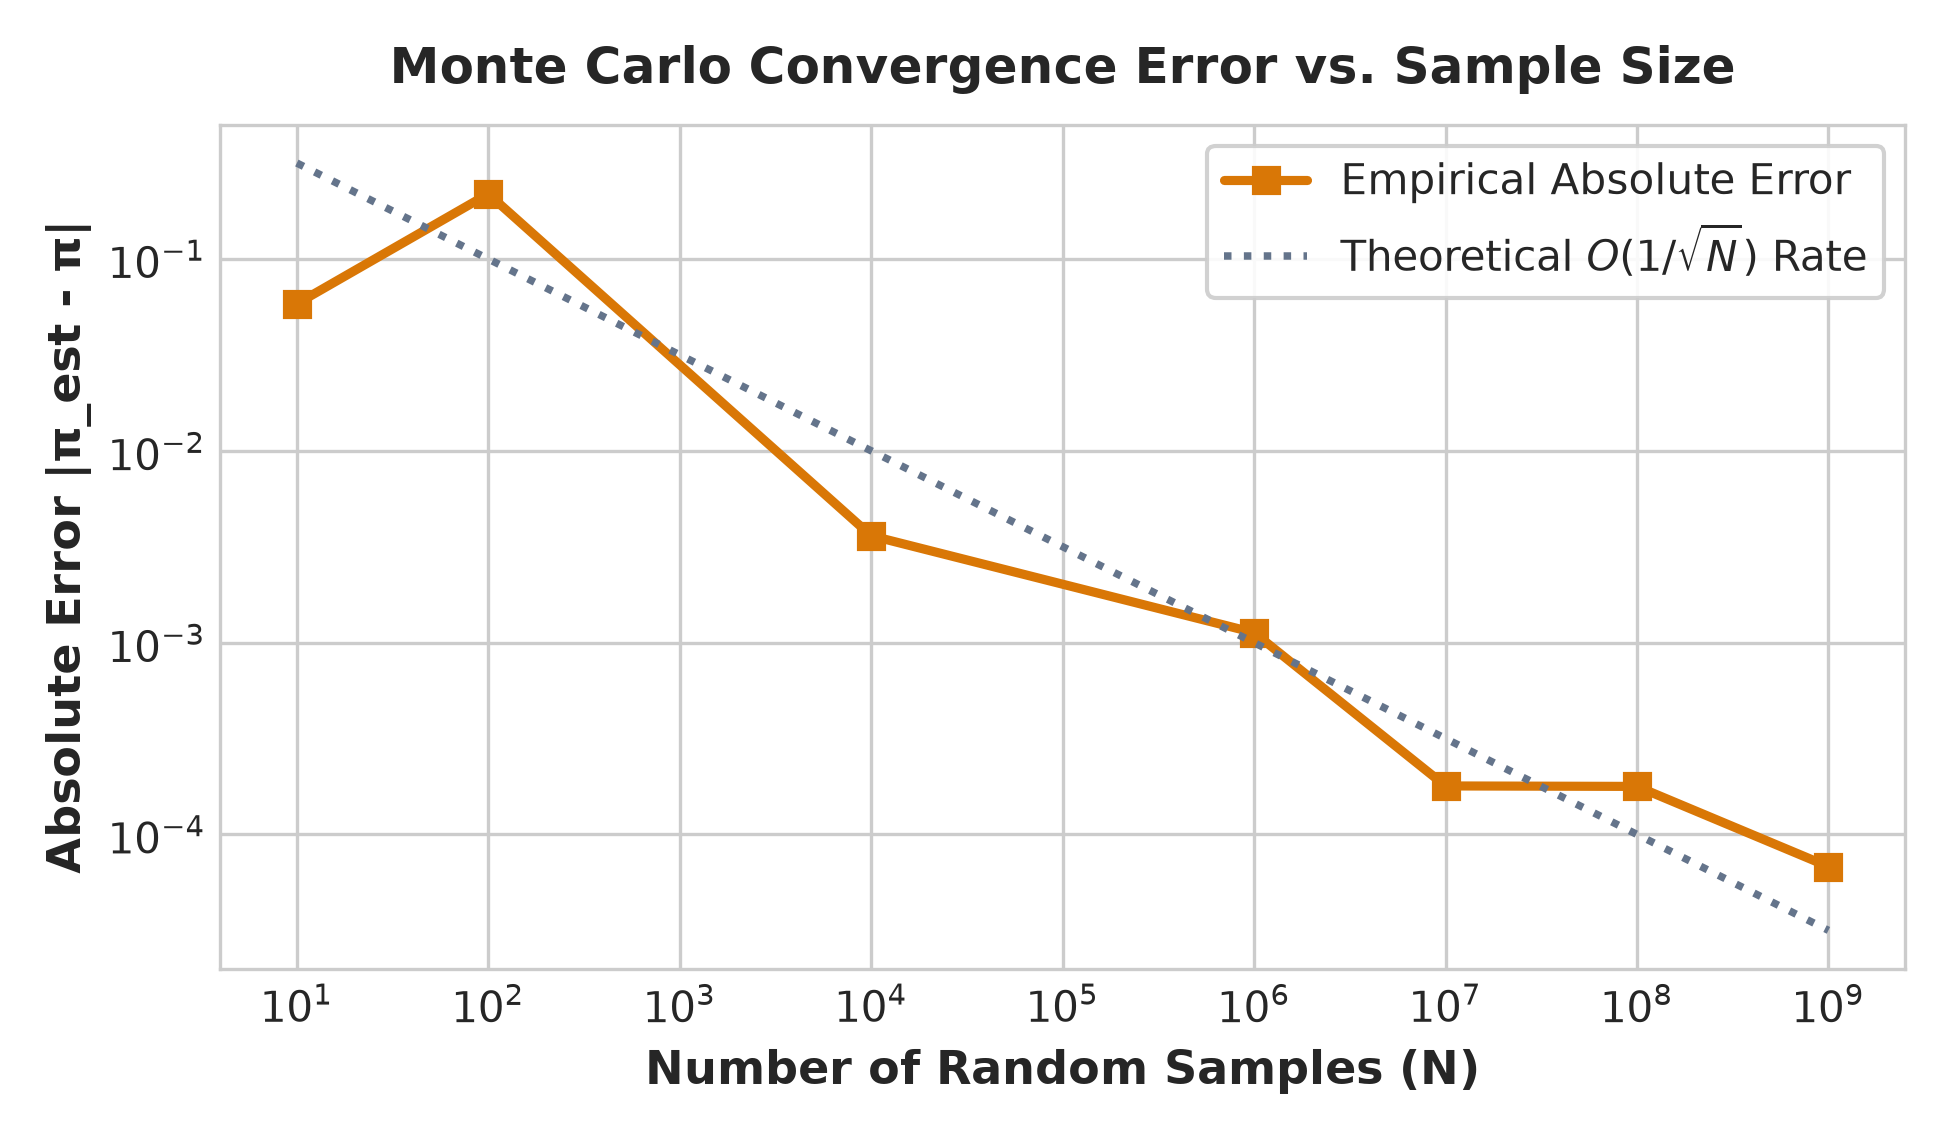 Monte Carlo Convergence Error vs. Sample Size
Empirical Absolute Error
Theoretical O(1/√N) Rate
Absolute Error |π_est - π|
10⁻¹
10⁻²
10⁻³
10⁻⁴
10¹ 10² 10³ 10⁴ 10⁵ 10⁶ 10⁷ 10⁸ 10⁹
Number of Random Samples (N)